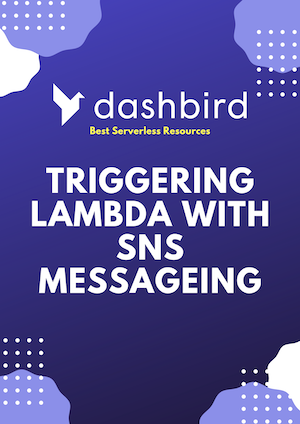 dashbird
Best Serverless Resources
TRIGGERING
LAMBDA WITH
SNS
MESSAGEING